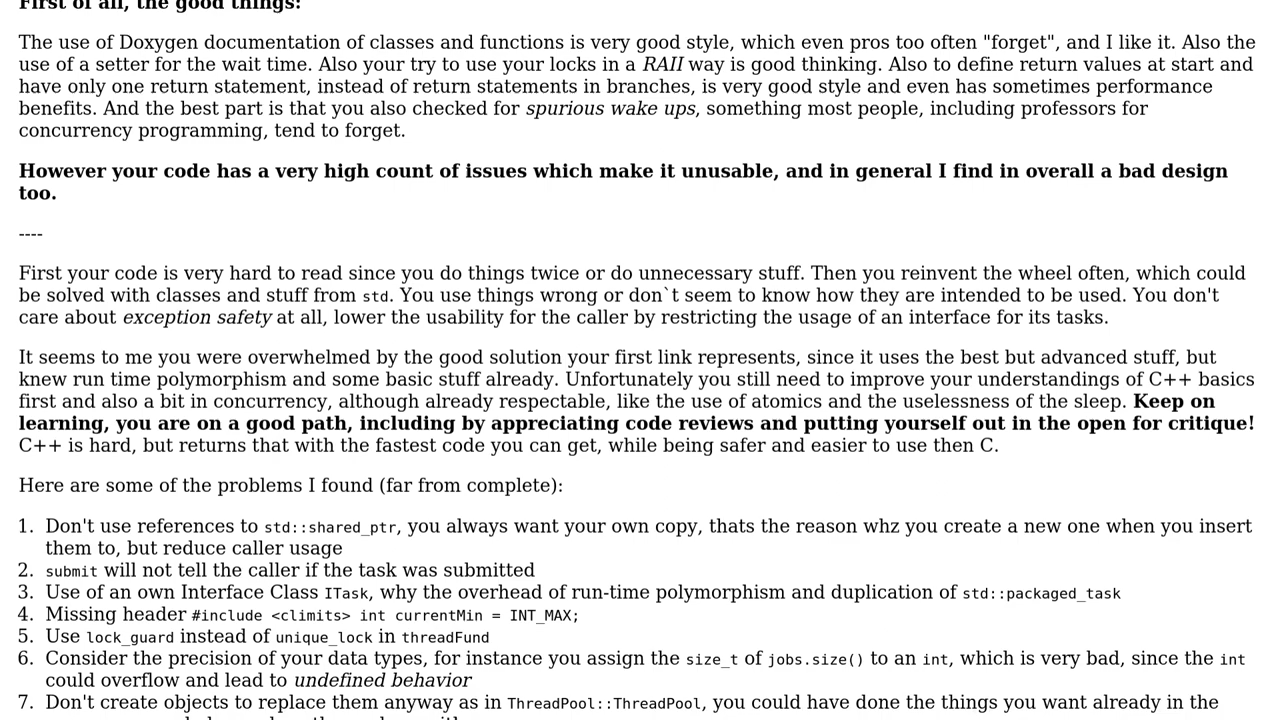 First of all, the good things:
The use of Doxygen documentation of classes and functions is very good style, which even pros too often "forget", and I like it. Also the
use of a setter for the wait time. Also your try to use your locks in a RAII way is good thinking. Also to define return values at start and
have only one return statement, instead of return statements in branches, is very good style and even has sometimes performance
benefits. And the best part is that you also checked for spurious wake ups, something most people, including professors for
concurrency programming, tend to forget.
However your code has a very high count of issues which make it unusable, and in general I find in overall a bad design
too.
----
First your code is very hard to read since you do things twice or do unnecessary stuff. Then you reinvent the wheel often, which could
be solved with classes and stuff from std. You use things wrong or don`t seem to know how they are intended to be used. You don't
care about exception safety at all, lower the usability for the caller by restricting the usage of an interface for its tasks.
It seems to me you were overwhelmed by the good solution your first link represents, since it uses the best but advanced stuff, but
knew run time polymorphism and some basic stuff already. Unfortunately you still need to improve your understandings of C++ basics
first and also a bit in concurrency, although already respectable, like the use of atomics and the uselessness of the sleep. Keep on
learning, you are on a good path, including by appreciating code reviews and putting yourself out in the open for critique!
C++ is hard, but returns that with the fastest code you can get, while being safer and easier to use then C.
Here are some of the problems I found (far from complete):
1. Don't use references to std::shared_ptr, you always want your own copy, thats the reason whz you create a new one when you insert
them to, but reduce caller usage
2. submit will not tell the caller if the task was submitted
3. Use of an own Interface Class ITask, why the overhead of run-time polymorphism and duplication of std::packaged_task
4. Missing header #include <climits> int currentMin = INT_MAX;
5. Use lock_guard instead of unique_lock in threadFund
6. Consider the precision of your data types, for instance you assign the size_t of jobs.size() to an int, which is very bad, since the int
could overflow and lead to undefined behavior
7. Don't create objects to replace them anyway as in ThreadPool::ThreadPool, you could have done the things you want already in the